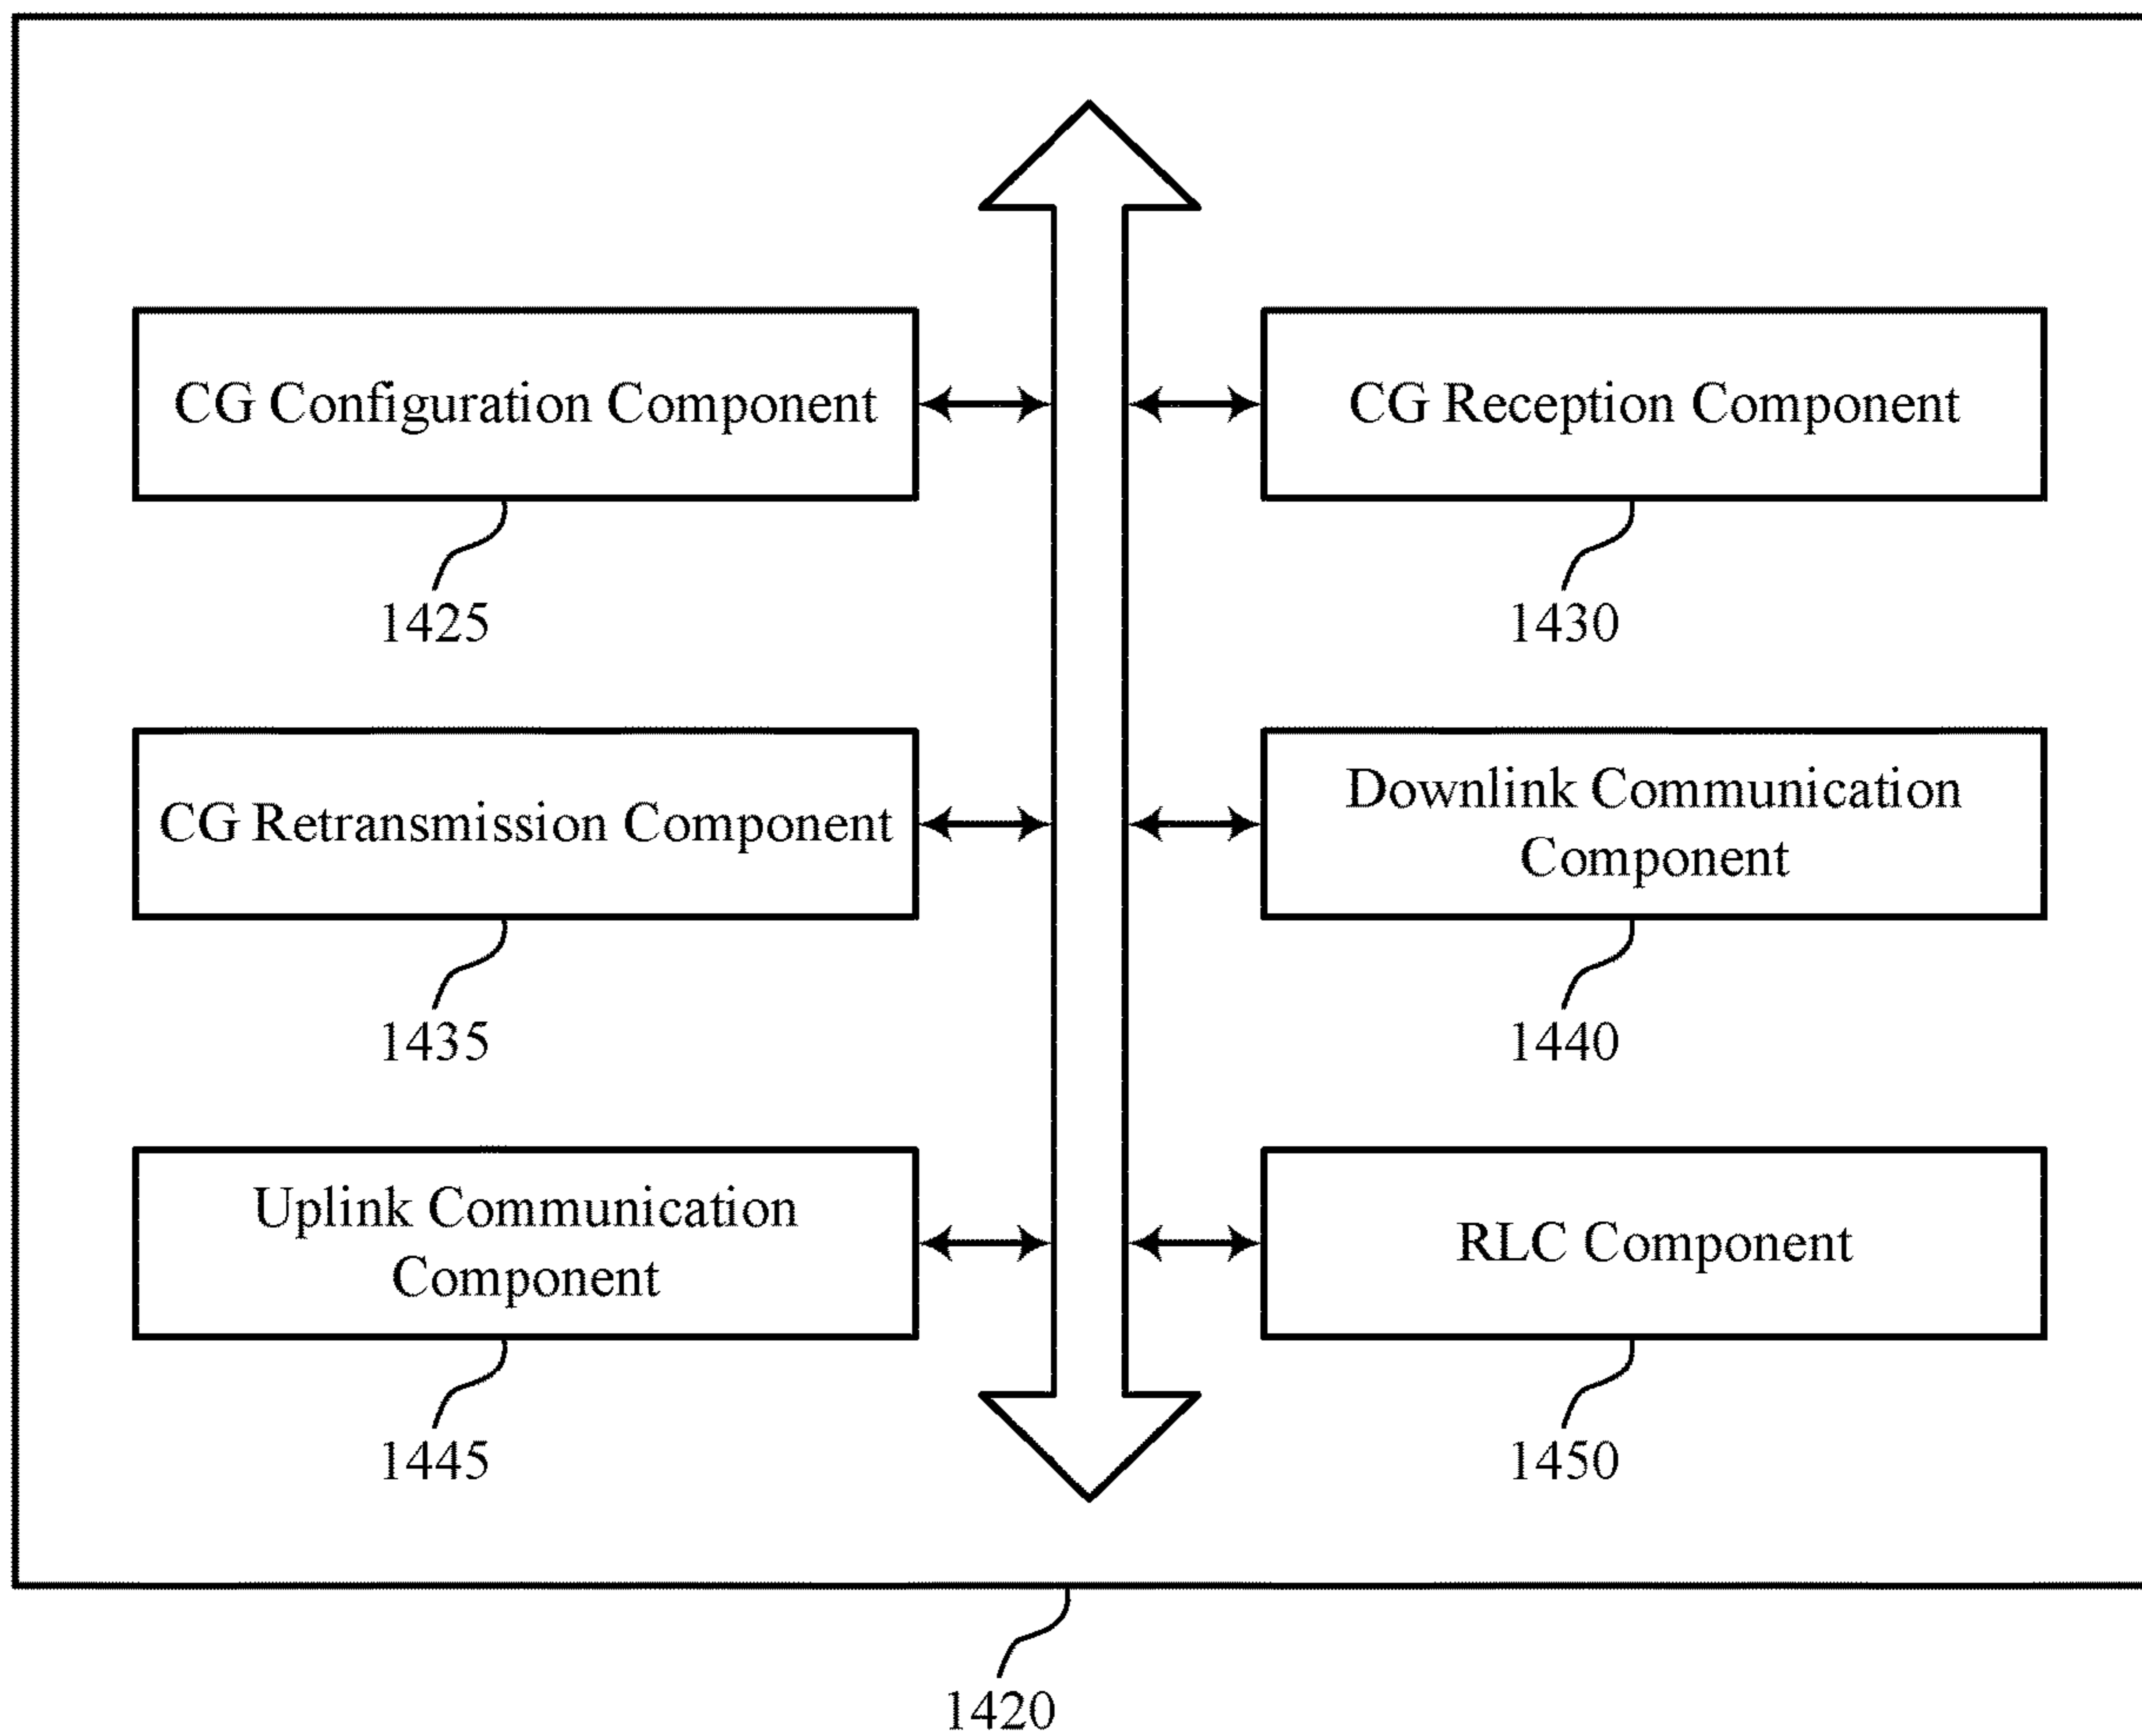 CG Configuration Component
CG Reception Component
1425
1430
CG Retransmission Component
Downlink Communication
Component
1435
1440
Uplink Communication
Component
RLC Component
1445
1450
1420